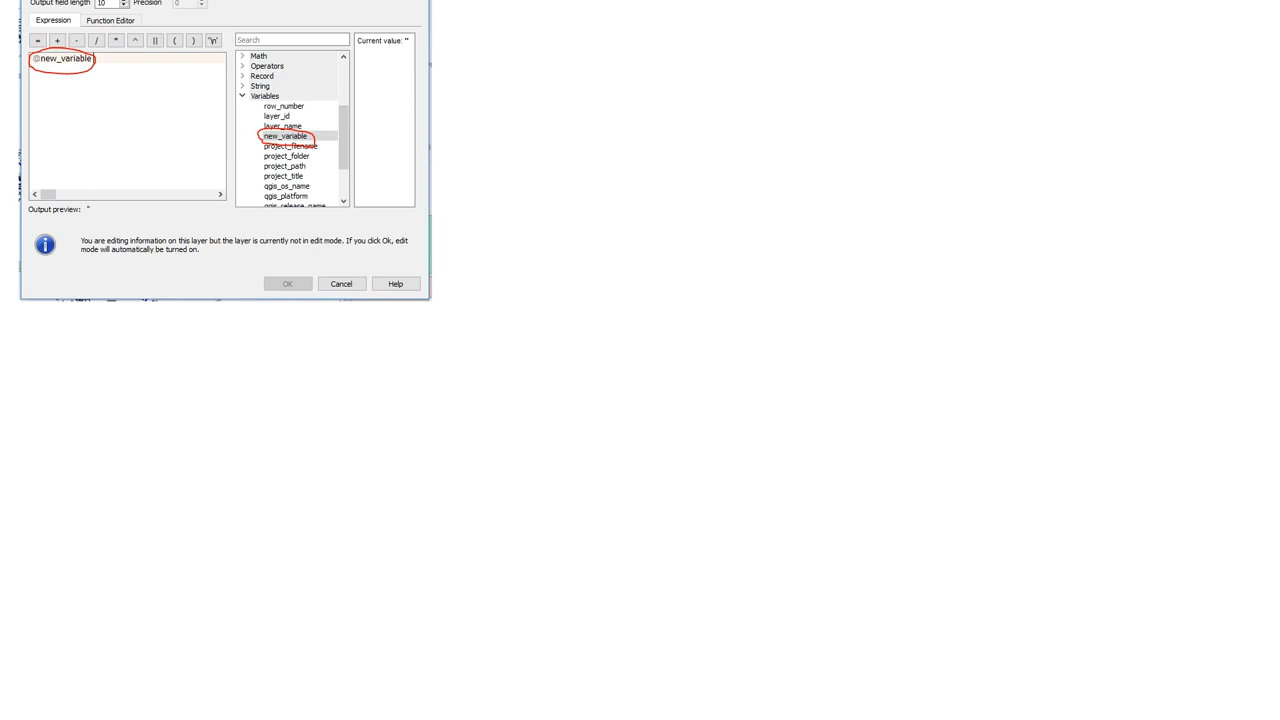 Output field length 10 Precision 0
Expression Function Editor
= + - / * ^ || ( ) '\n'
Search
Current value: ''
@new_variable
Math
Operators
Record
String
Variables
row_number
layer_id
layer_name
new_variable
project_filename
project_folder
project_path
project_title
qgis_os_name
qgis_platform
qgis_release_name
Output preview: ''
You are editing information on this layer but the layer is currently not in edit mode. If you click Ok, edit
mode will automatically be turned on.
OK Cancel Help